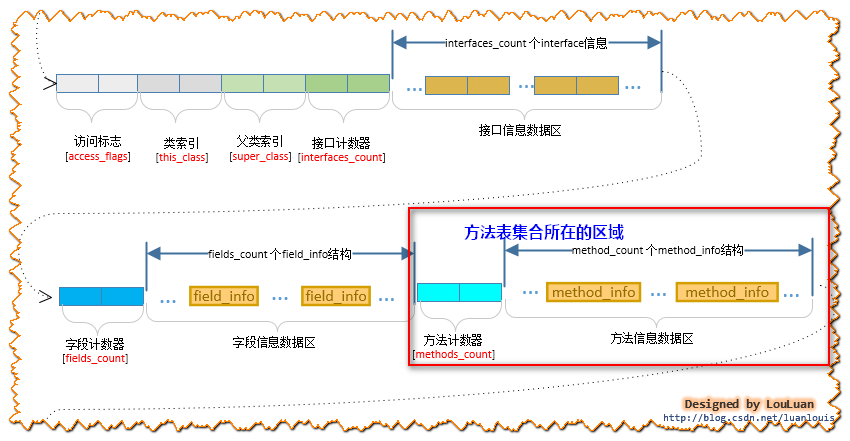 interfaces_count 个interface信息
... ... ...
访问标志 类索引 父类索引 接口计数器 接口信息数据区
[access_flags] [this_class] [super_class] [interfaces_count]
方法表集合所在的区域
fields_count 个field_info结构 method_count 个method_info结构
... field_info ... field_info ... ... method_info ... method_info ...
字段计数器 字段信息数据区 方法计数器 方法信息数据区
[fields_count] [methods_count]
Designed by LouLuan
http://blog.csdn.net/luanlouis